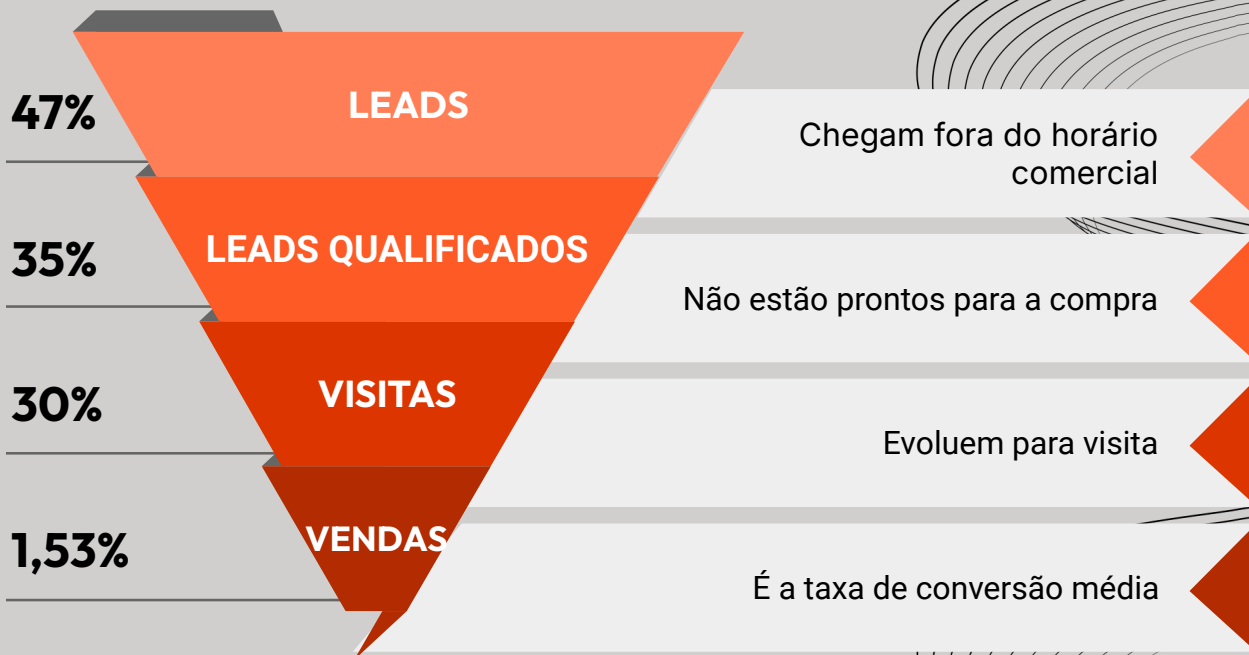 47%
LEADS
Chegam fora do horário
comercial
35%
LEADS QUALIFICADOS
Não estão prontos para a compra
30%
VISITAS
Evoluem para visita
1,53%
VENDAS
É a taxa de conversão média